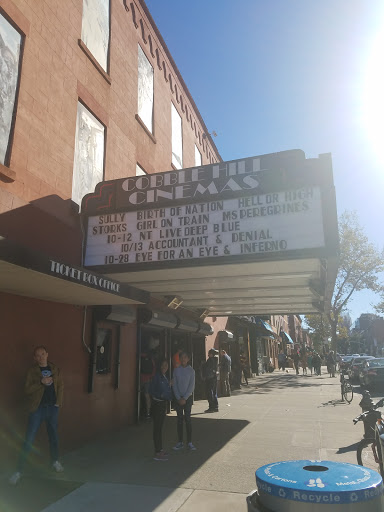 COBBLE HILL
CINEMAS
SULLY BIRTH OF NATION HELL OR HIGH
STORKS GIRL ON TRAIN MS PEREGRINES
10-12 NT LIVE DEEP BLUE
10/13 ACCOUNTANT & DENIAL
10-28 EYE FOR AN EYE & INFERNO
TICKET BOX OFFICE
Recycle